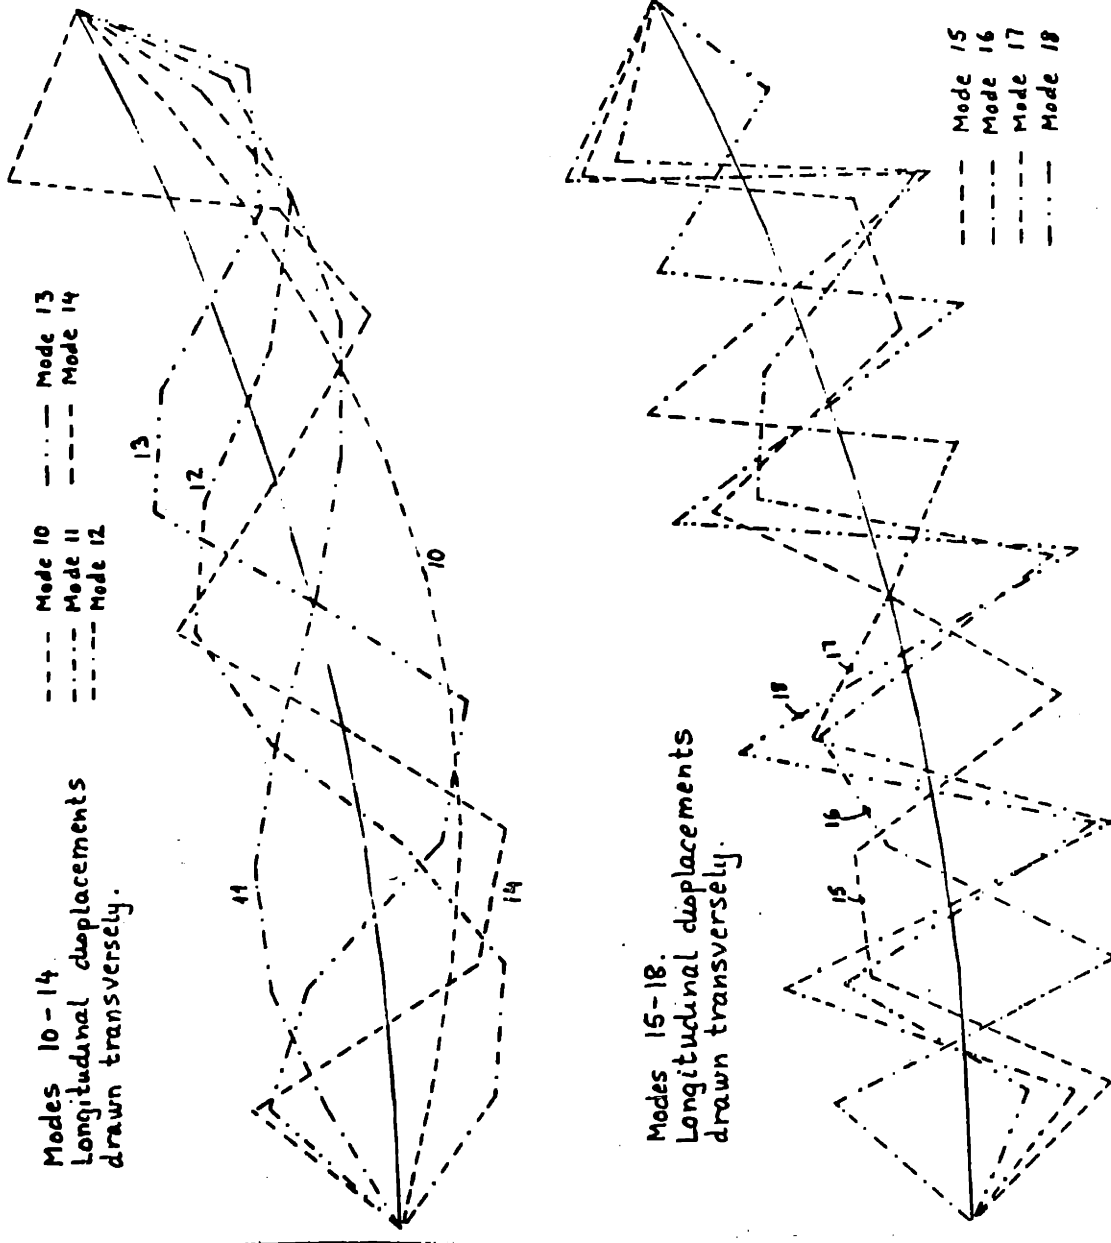 Modes 10-14
Longitudinal displacements
drawn transversely.
--- Mode 10
-·-·- Mode 11
--·-- Mode 12
-··- Mode 13
--- Mode 14
10
11
12
13
14
Modes 15-18.
Longitudinal displacements
drawn transversely.
15
16
17
18
Mode 15
Mode 16
Mode 17
Mode 18